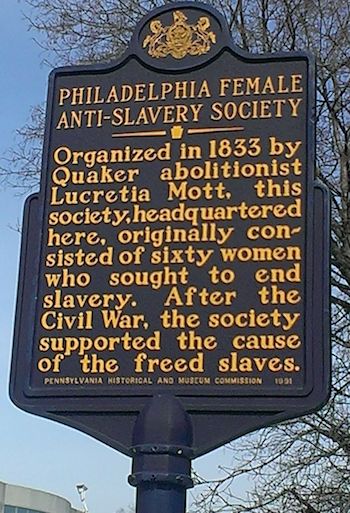 PHILADELPHIA FEMALE
ANTI-SLAVERY SOCIETY
Organized in 1833 by
Quaker abolitionist
Lucretia Mott, this
society, headquartered
here, originally con-
sisted of sixty women
who sought to end
slavery. After the
Civil War, the society
supported the cause
of the freed slaves.
PENNSYLVANIA HISTORICAL AND MUSEUM COMMISSION 1991